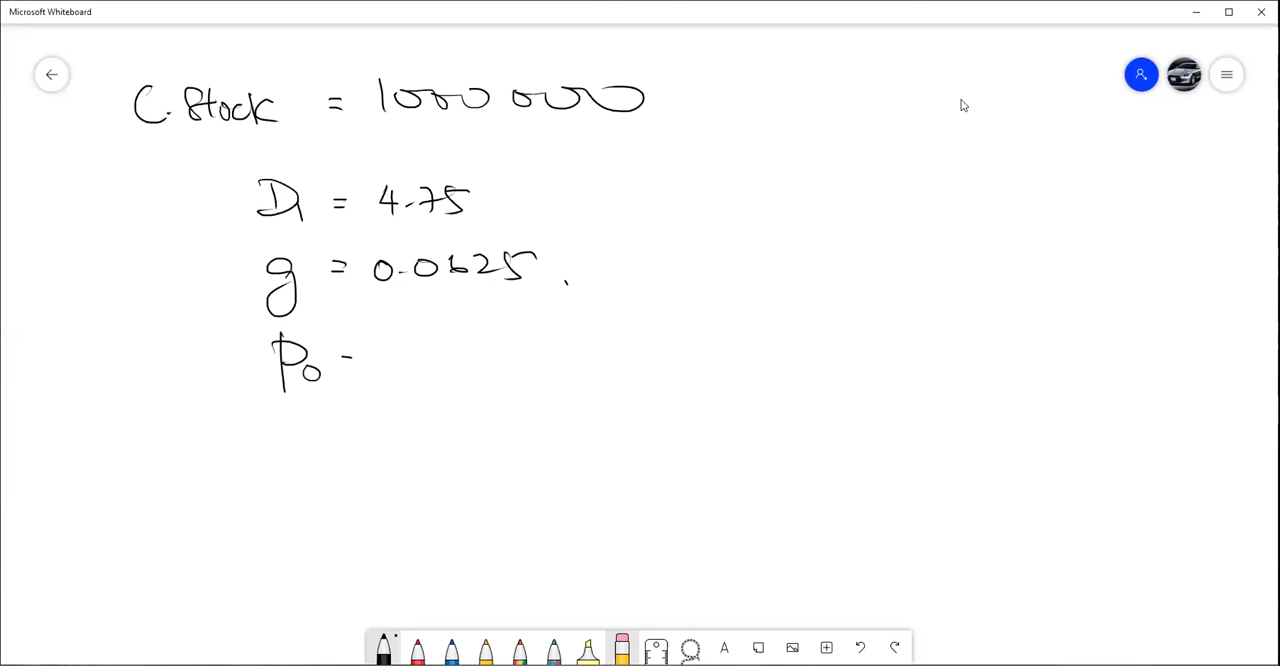 Microsoft Whiteboard
C. Stock = 1000 000
D1 = 4.75
g = 0.0625.
P0 -
A